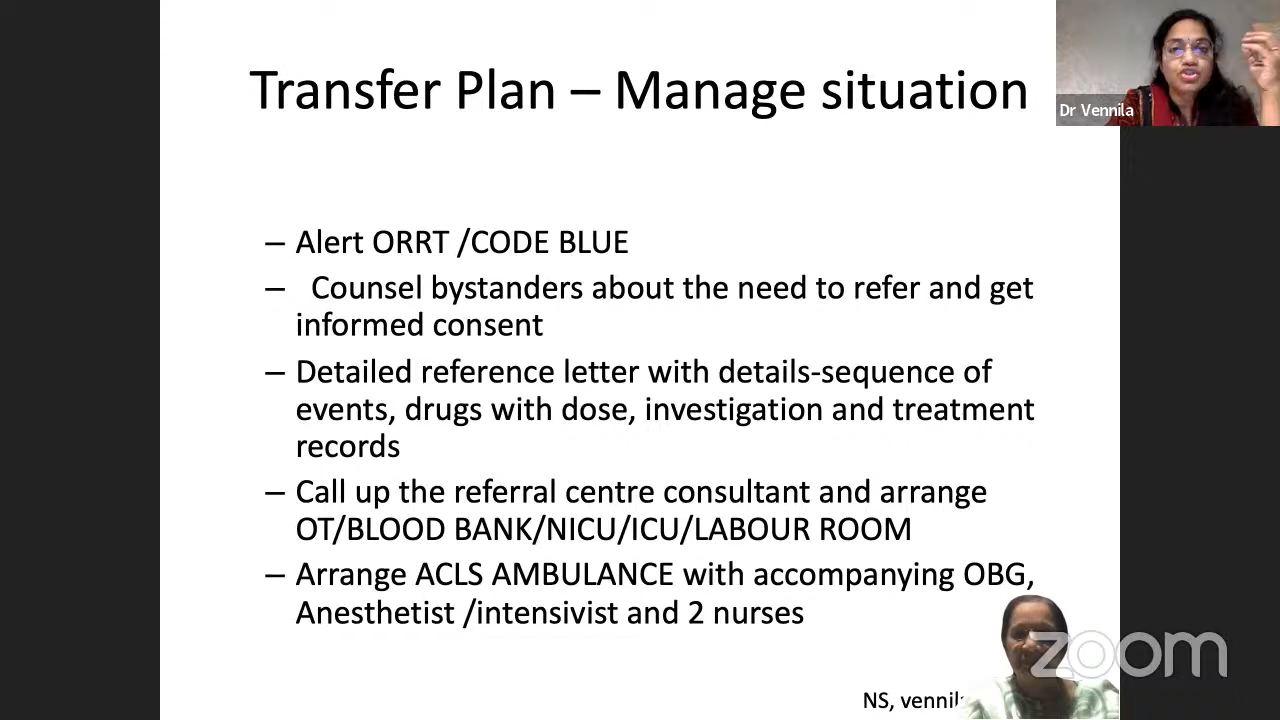 Transfer Plan – Manage situation
Dr Vennila
– Alert ORRT /CODE BLUE
– Counsel bystanders about the need to refer and get
informed consent
– Detailed reference letter with details-sequence of
events, drugs with dose, investigation and treatment
records
– Call up the referral centre consultant and arrange
OT/BLOOD BANK/NICU/ICU/LABOUR ROOM
– Arrange ACLS AMBULANCE with accompanying OBG,
Anesthetist /intensivist and 2 nurses
zoom
NS,